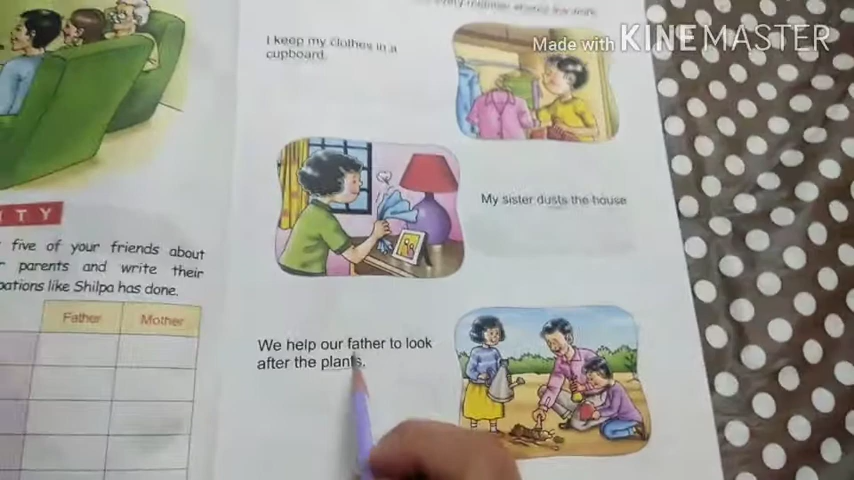 Made with KINEMASTER
I keep my clothes in a
cupboard.
My sister dusts the house
We help our father to look
after the plants.
I T Y
five of your friends about
parents and write their
pations like Shilpa has done.
Father Mother